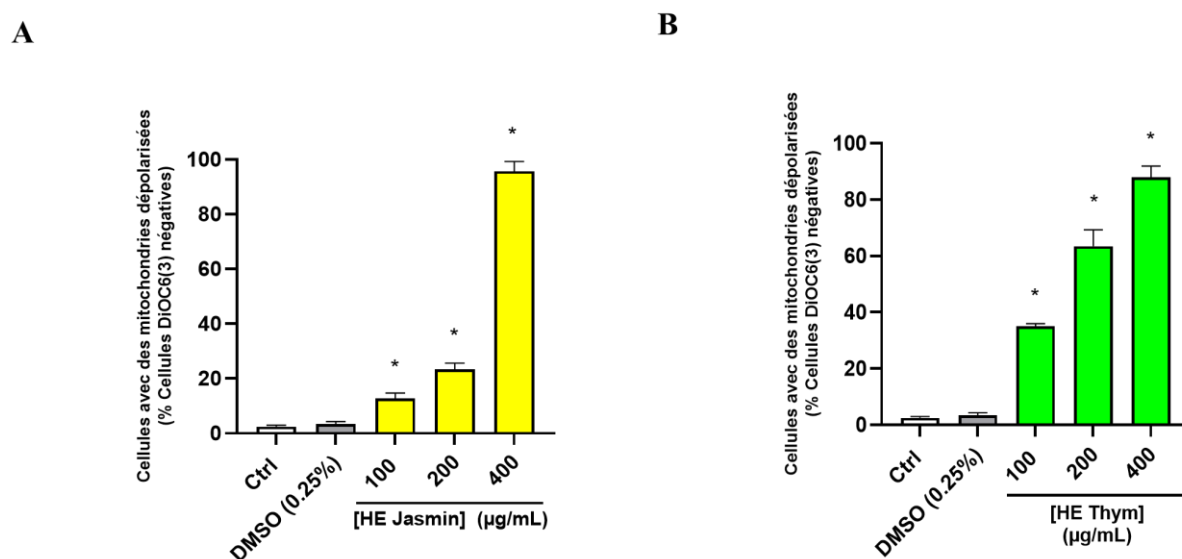 A
Cellules avec des mitochondries dépolarisées
(% Cellules DiOC6(3) négatives)
100
80
60
40
20
0
*
*
*
Ctrl
DMSO (0.25%)
100
200
400
[HE Jasmin] (µg/mL)
B
Cellules avec des mitochondries dépolarisées
(% Cellules DiOC6(3) négatives)
100
80
60
40
20
0
*
*
*
Ctrl
DMSO (0.25%)
100
200
400
[HE Thym]
(µg/mL)